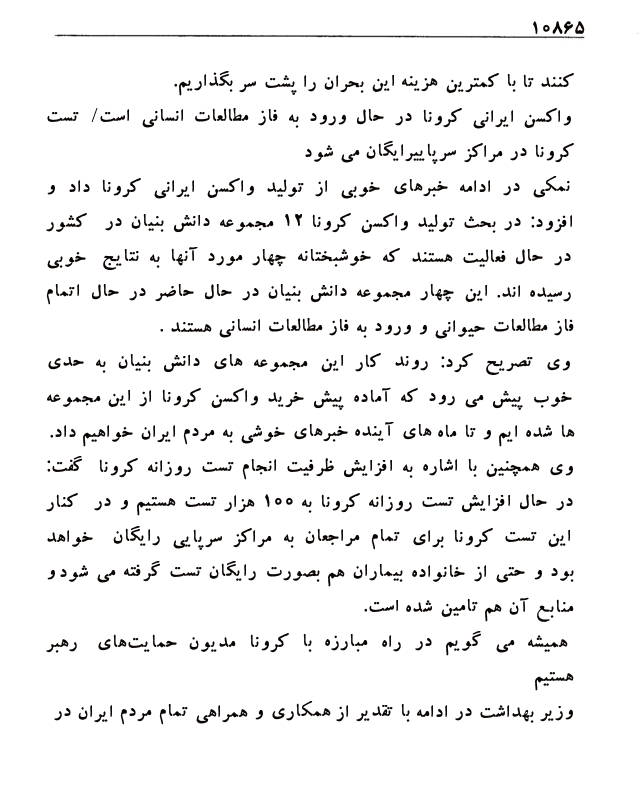 ۱۰۸۶۵
کنند تا با کمترین هزینه این بحران را پشت سر بگذاریم.
واکسن ایرانی کرونا در حال ورود به فاز مطالعات انسانی است/ تست
کرونا در مراکز سرپاییرایگان می شود
نمکی در ادامه خبرهای خوبی از تولید واکسن ایرانی کرونا داد و
افزود: در بحث تولید واکسن کرونا ۱۲ مجموعه دانش بنیان در کشور
در حال فعالیت هستند که خوشبختانه چهار مورد آنها به نتایج خوبی
رسیده اند. این چهار مجموعه دانش بنیان در حال حاضر در حال اتمام
فاز مطالعات حیوانی و ورود به فاز مطالعات انسانی هستند .
وی تصریح کرد: روند کار این مجموعه های دانش بنیان به حدی
خوب پیش می رود که آماده پیش خرید واکسن کرونا از این مجموعه
ها شده ایم و تا ماه های آینده خبرهای خوشی به مردم ایران خواهیم داد.
وی همچنین با اشاره به افزایش ظرفیت انجام تست روزانه کرونا گفت:
در حال افزایش تست روزانه کرونا به ۱۰۰ هزار تست هستیم و در کنار
این تست کرونا برای تمام مراجعان به مراکز سرپایی رایگان خواهد
بود و حتی از خانواده بیماران هم بصورت رایگان تست گرفته می شودو
منابع آن هم تامین شده است.
همیشه می گویم در راه مبارزه با کرونا مدیون حمایت‌های رهبر
هستیم
وزیر بهداشت در ادامه با تقدیر از همکاری و همراهی تمام مردم ایران در